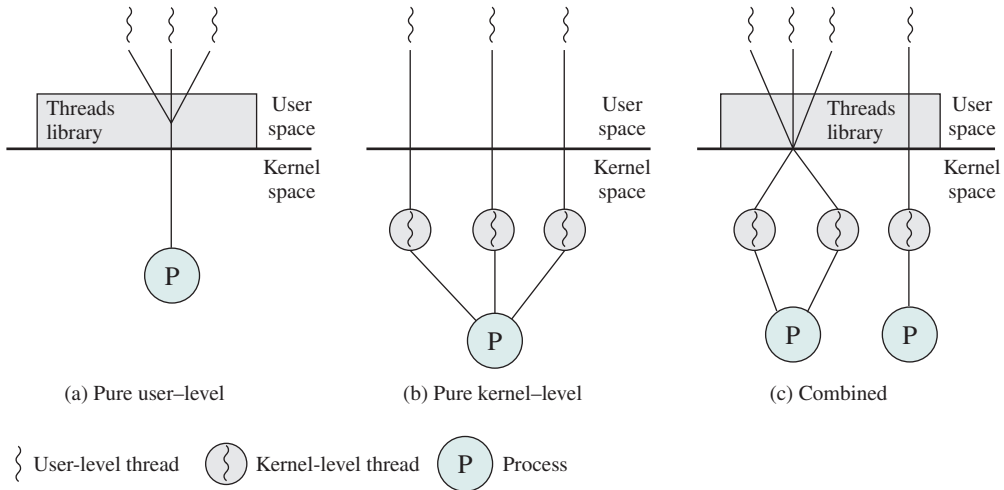 Threads
library
User
space
Kernel
space
P
(a) Pure user–level
User
space
Kernel
space
P
(b) Pure kernel–level
Threads
library
User
space
Kernel
space
P
P
(c) Combined
User-level thread
Kernel-level thread
P
Process